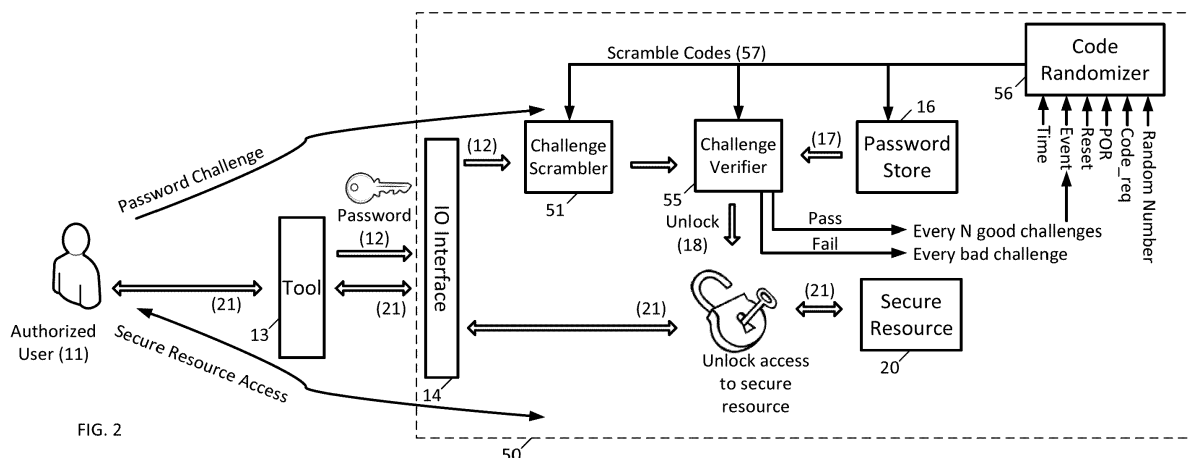 Scramble Codes (57)
Code
Randomizer
56
Time
Event
Reset
POR
Code_req
Random Number
Password Challenge
(12)
Challenge
Scrambler
51
Challenge
Verifier
55
(17)
16
Password
Store
Password
(12)
IO Interface
14
Unlock
(18)
Pass
Fail
Every N good challenges
Every bad challenge
Authorized
User (11)
(21)
Tool
13
(21)
(21)
(21)
Secure
Resource
20
Unlock access
to secure
resource
Secure Resource Access
FIG. 2
50